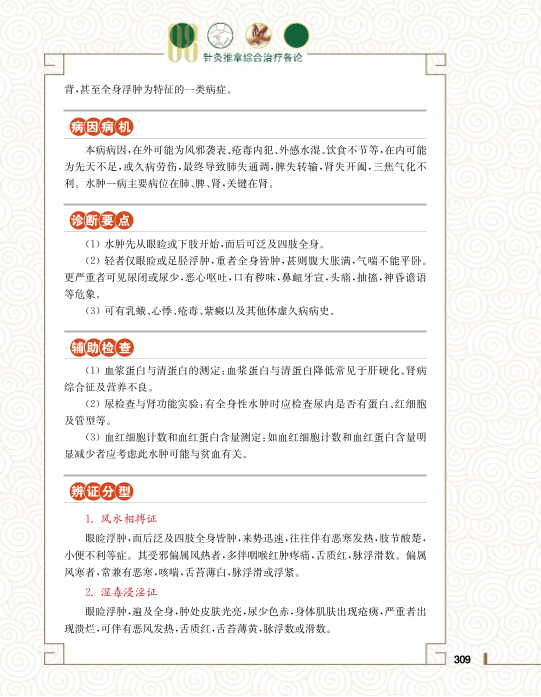 08
针灸推拿综合治疗备论
背,甚至全身浮肿为特征的一类病症。
病因病机
本病病因,在外可能为风邪袭表、疮毒内犯、外感水湿、饮食不节等,在内可能
为先天不足,或久病劳伤,最终导致肺失通调,脾失转输,肾失开阖,三焦气化不
利。水肿一病主要病位在肺、脾、肾,关键在肾。
诊断要点
(1) 水肿先从眼睑或下肢开始,而后可泛及四肢全身。
(2) 轻者仅眼睑或足胫浮肿,重者全身皆肿,甚则腹大胀满,气喘不能平卧。
更严重者可见尿闭或尿少,恶心呕吐,口有秽味,鼻衄牙宣,头痛,抽搐,神昏谵语
等危象。
(3) 可有乳蛾、心悸、疮毒、紫癜以及其他体虚久病病史。
辅助检查
(1) 血浆蛋白与清蛋白的测定:血浆蛋白与清蛋白降低常见于肝硬化、肾病
综合征及营养不良。
(2) 尿检查与肾功能实验:有全身性水肿时应检查尿内是否有蛋白、红细胞
及管型等。
(3) 血红细胞计数和血红蛋白含量测定:如血红细胞计数和血红蛋白含量明
显减少者应考虑此水肿可能与贫血有关。
辨证分型
1. 风水相搏证
眼睑浮肿,而后泛及四肢全身皆肿,来势迅速,往往伴有恶寒发热,肢节酸楚,
小便不利等症。其受邪偏属风热者,多伴咽喉红肿疼痛,舌质红,脉浮滑数。偏属
风寒者,常兼有恶寒,咳喘,舌苔薄白,脉浮滑或浮紧。
2. 湿毒浸淫证
眼睑浮肿,遍及全身,肿处皮肤光亮,尿少色赤,身体肌肤出现疮痍,严重者出
现溃烂,可伴有恶风发热,舌质红,舌苔薄黄,脉浮数或滑数。
309